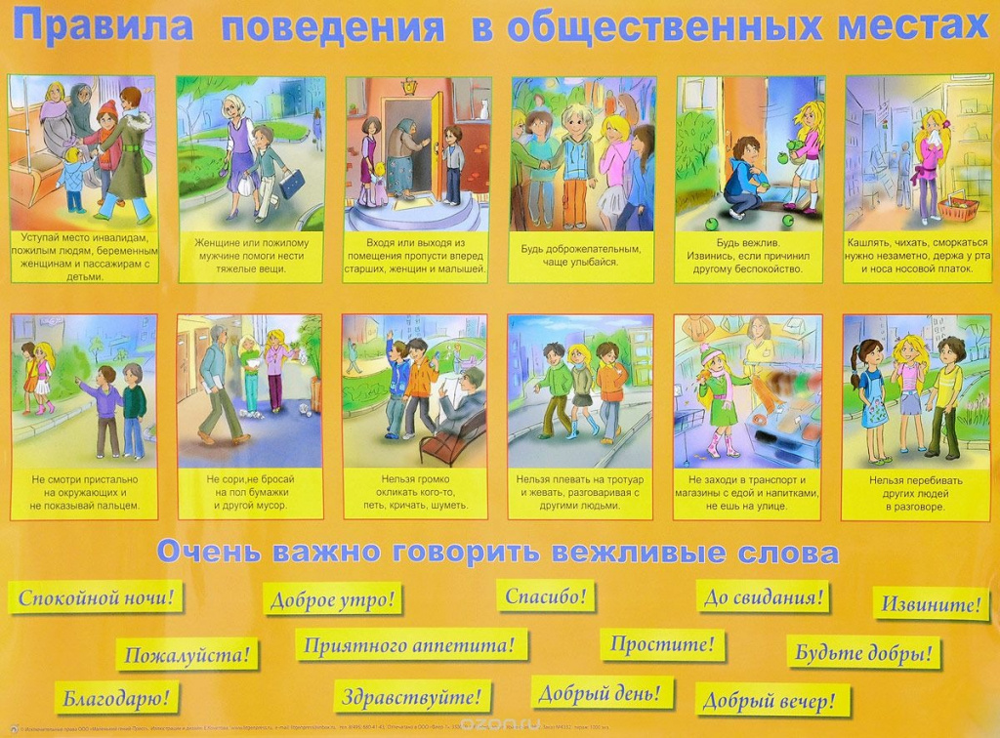 Правила поведения в общественных местах
Уступай место инвалидам,
пожилым людям, беременным
женщинам и пассажирам с
детьми.
Женщине или пожилому
мужчине помоги нести
тяжелые вещи.
Входя или выходя из
помещения пропусти вперед
старших, женщин и малышей.
Будь доброжелательным,
чаще улыбайся.
Будь вежлив.
Извинись, если причинил
другому беспокойство.
Кашлять, чихать, сморкаться
нужно незаметно, держа у рта
и носа носовой платок.
Не смотри пристально
на окружающих и
не показывай пальцем.
Не сори,не бросай
на пол бумажки
и другой мусор.
Нельзя громко
окликать кого-то,
петь, кричать, шуметь.
Нельзя плевать на тротуар
и жевать, разговаривая с
другими людьми.
Не заходи в транспорт и
магазины с едой и напитками,
не ешь на улице.
Нельзя перебивать
других людей
в разговоре.
Очень важно говорить вежливые слова
Спокойной ночи!
Доброе утро!
Спасибо!
До свидания!
Извините!
Пожалуйста!
Приятного аппетита!
Простите!
Будьте добры!
Благодарю!
Здравствуйте!
Добрый день!
Добрый вечер!
ozon.ru